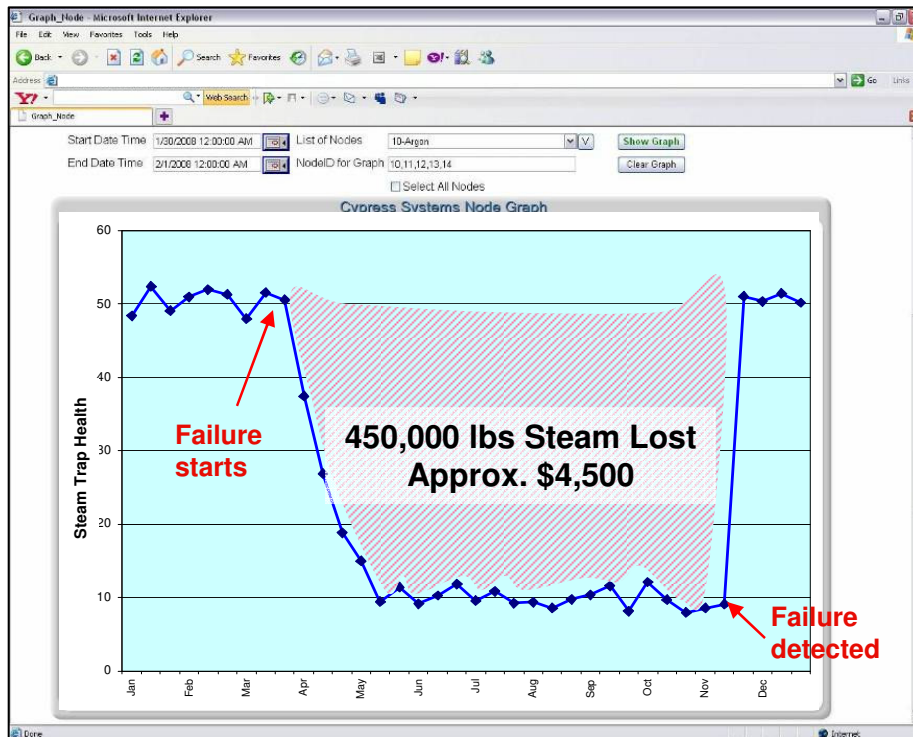 Graph_Node - Microsoft Internet Explorer
File Edit View Favorites Tools Help
Back Search Favorites
Address Go Links
Y! Web Search
Graph_Node
Start Date Time 1/30/2008 12:00:00 AM List of Nodes 10-Argon V Show Graph
End Date Time 2/1/2008 12:00:00 AM NodeID for Graph 10,11,12,13,14 Clear Graph
Select All Nodes
Cypress Systems Node Graph
60
50
40
30
20
10
0
Steam Trap Health
Failure
starts
450,000 lbs Steam Lost
Approx. $4,500
Failure
detected
Jan Feb Mar Apr May Jun Jul Aug Sep Oct Nov Dec
Done Internet